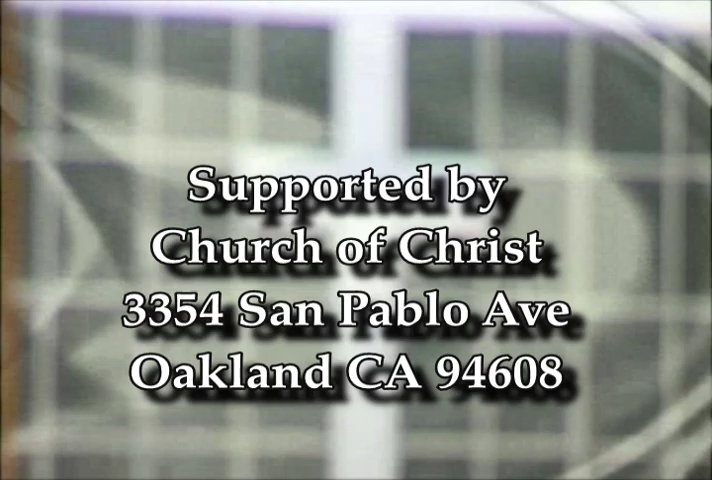 Supported by
Church of Christ
3354 San Pablo Ave
Oakland CA 94608